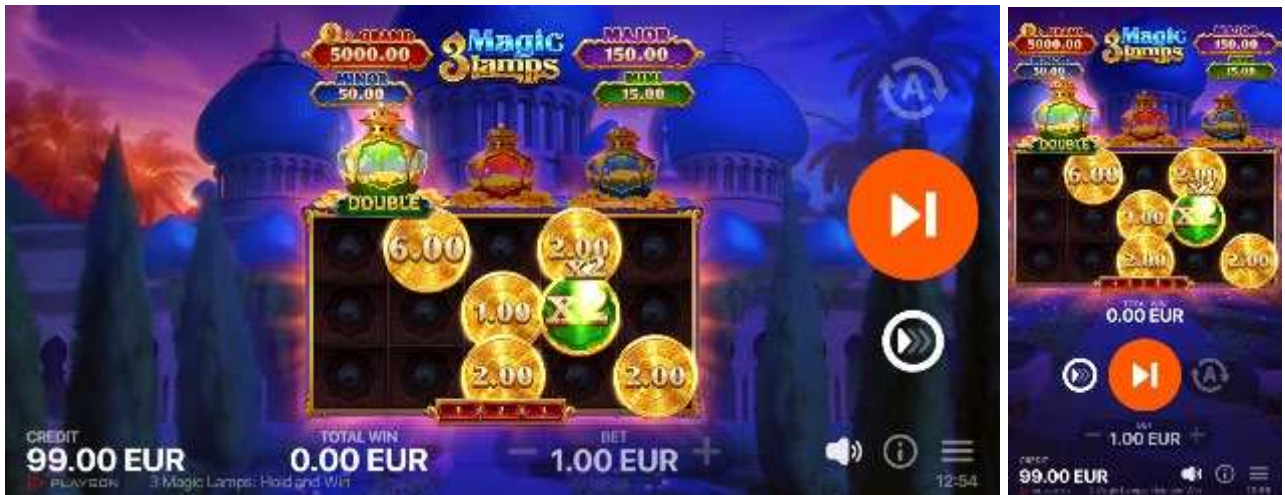 GRAND
5000.00
3 Magic Lamps
MAJOR
150.00
MINOR
50.00
MINI
15.00
A
DOUBLE
6.00
2.00
X2
1.00
X2
2.00
2.00
CREDIT
99.00 EUR
TOTAL WIN
0.00 EUR
BET
1.00 EUR
PLAYSON
3 Magic Lamps: Hold and Win
12:54
GRAND
5000.00
3 Magic Lamps
MAJOR
150.00
50.00
15.00
DOUBLE
6.00
2.00
X2
X2
2.00
2.00
TOTAL WIN
0.00 EUR
A
BET
1.00 EUR
CREDIT
99.00 EUR